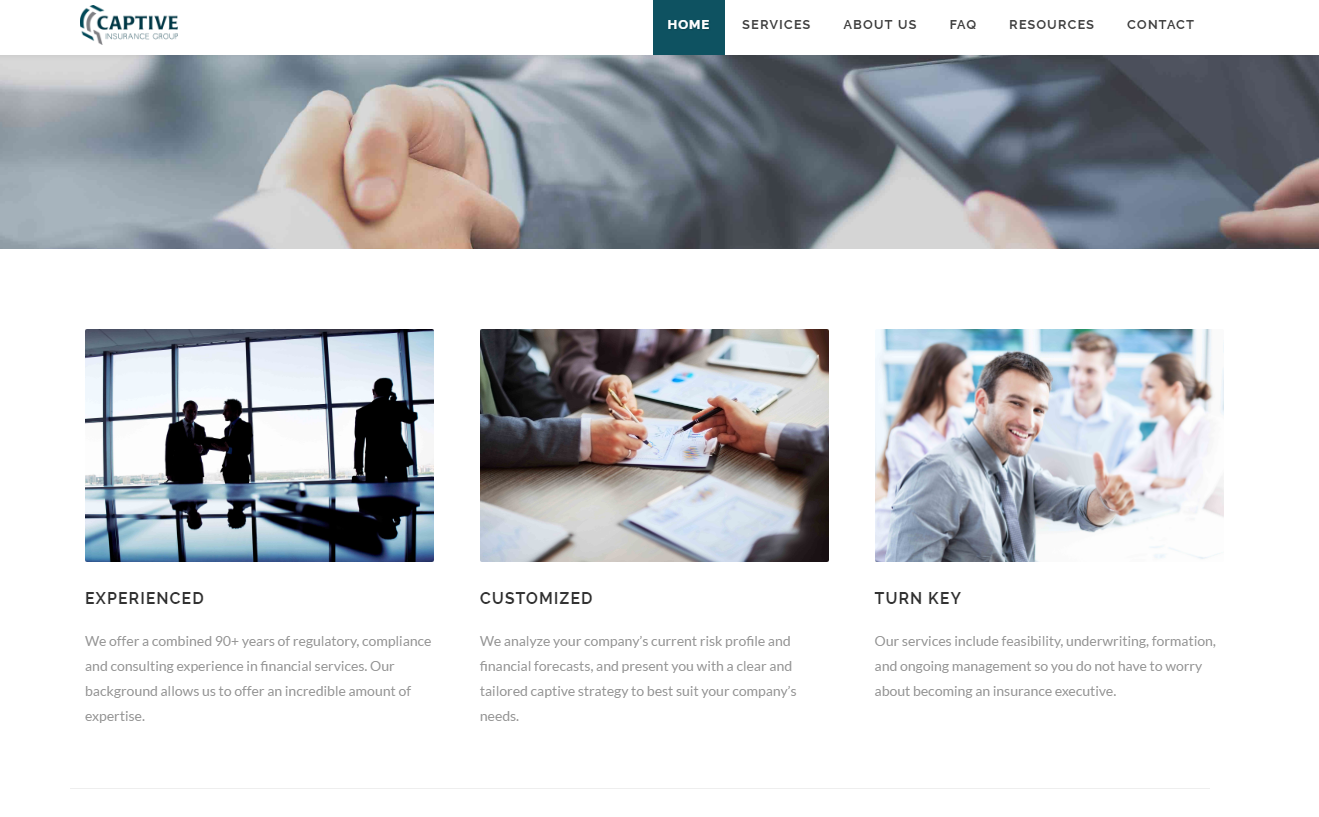 CAPTIVE
INSURANCE GROUP
HOME SERVICES ABOUT US FAQ RESOURCES CONTACT
EXPERIENCED
We offer a combined 90+ years of regulatory, compliance
and consulting experience in financial services. Our
background allows us to offer an incredible amount of
expertise.
CUSTOMIZED
We analyze your company's current risk profile and
financial forecasts, and present you with a clear and
tailored captive strategy to best suit your company's
needs.
TURN KEY
Our services include feasibility, underwriting, formation,
and ongoing management so you do not have to worry
about becoming an insurance executive.